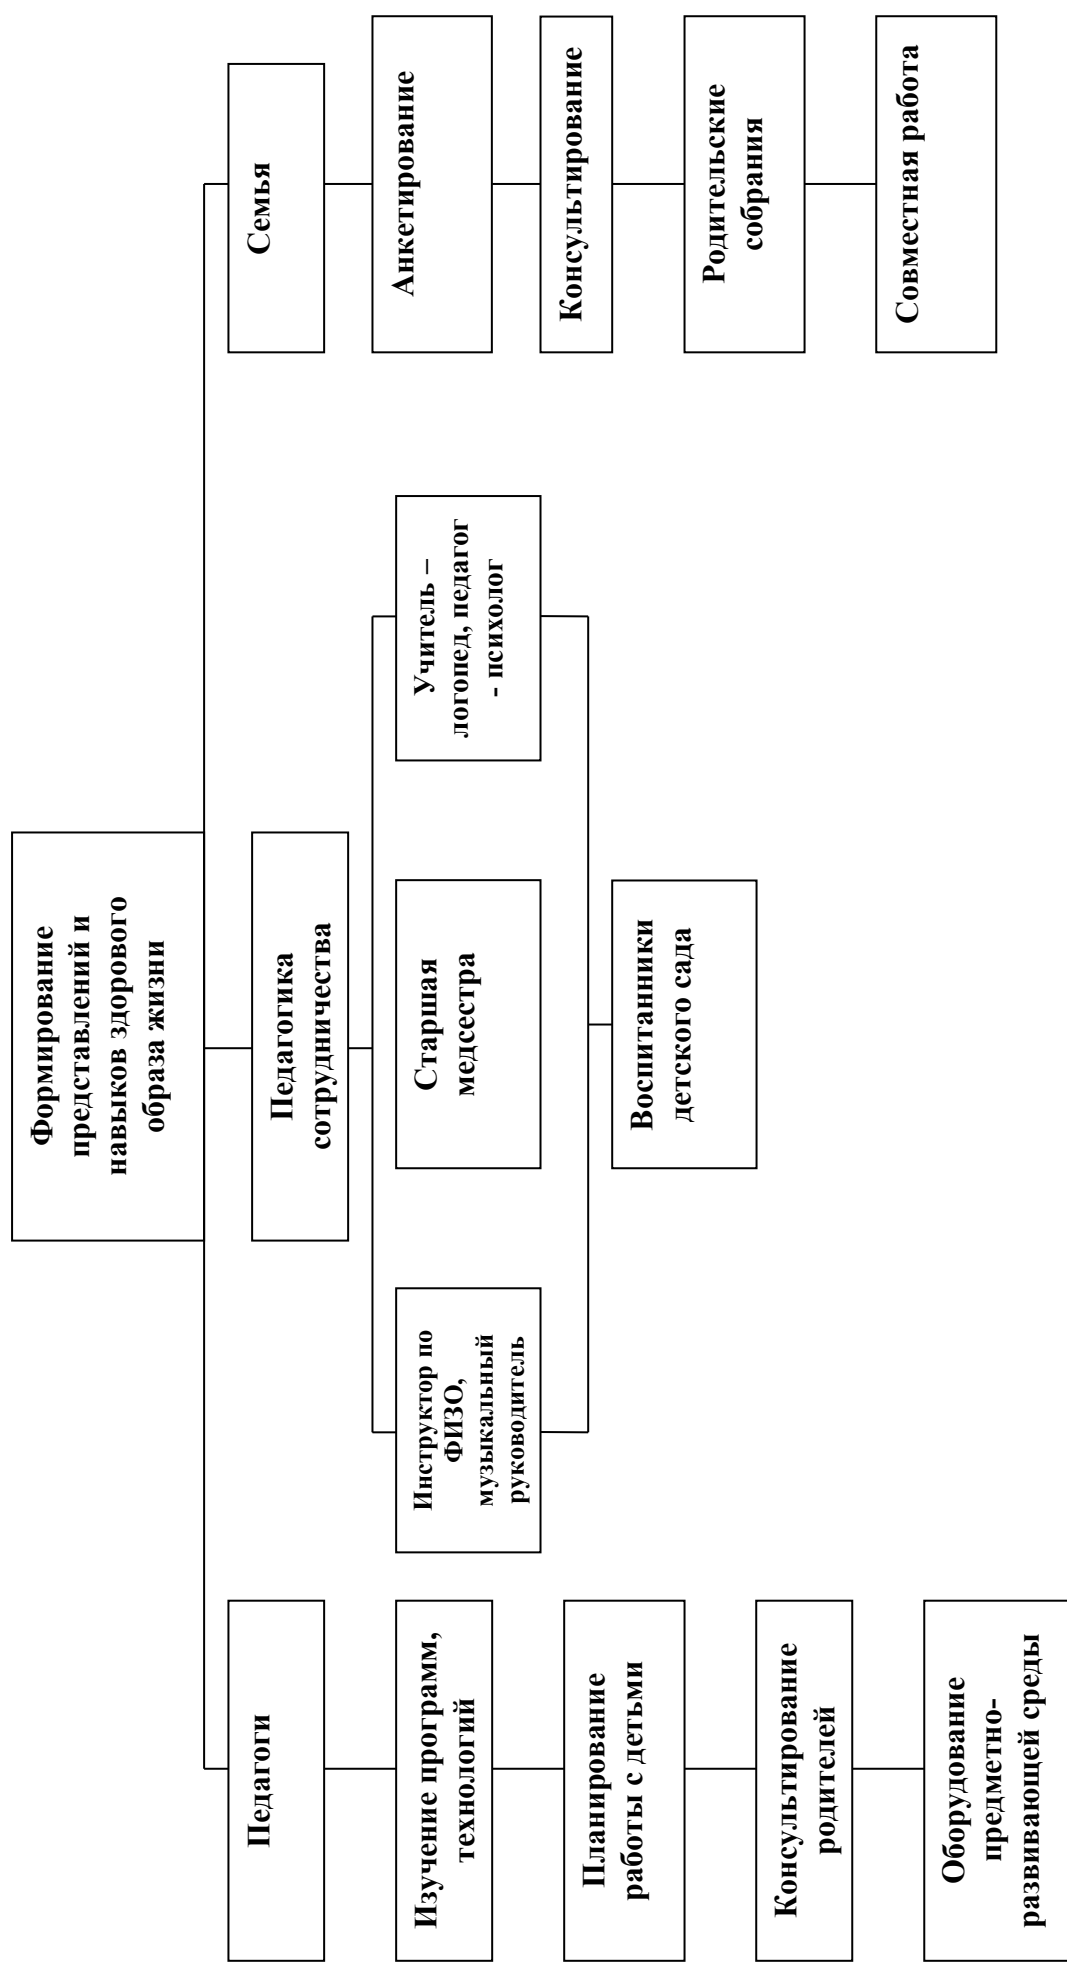 Формирование
представлений и
навыков здорового
образа жизни
Педагоги
Педагогика
сотрудничества
Семья
Изучение программ,
технологий
Планирование
работы с детьми
Консультирование
родителей
Оборудование
предметно-
развивающей среды
Инструктор по
ФИЗО,
музыкальный
руководитель
Старшая
медсестра
Учитель –
логопед, педагог
- психолог
Воспитанники
детского сада
Анкетирование
Консультирование
Родительские
собрания
Совместная работа